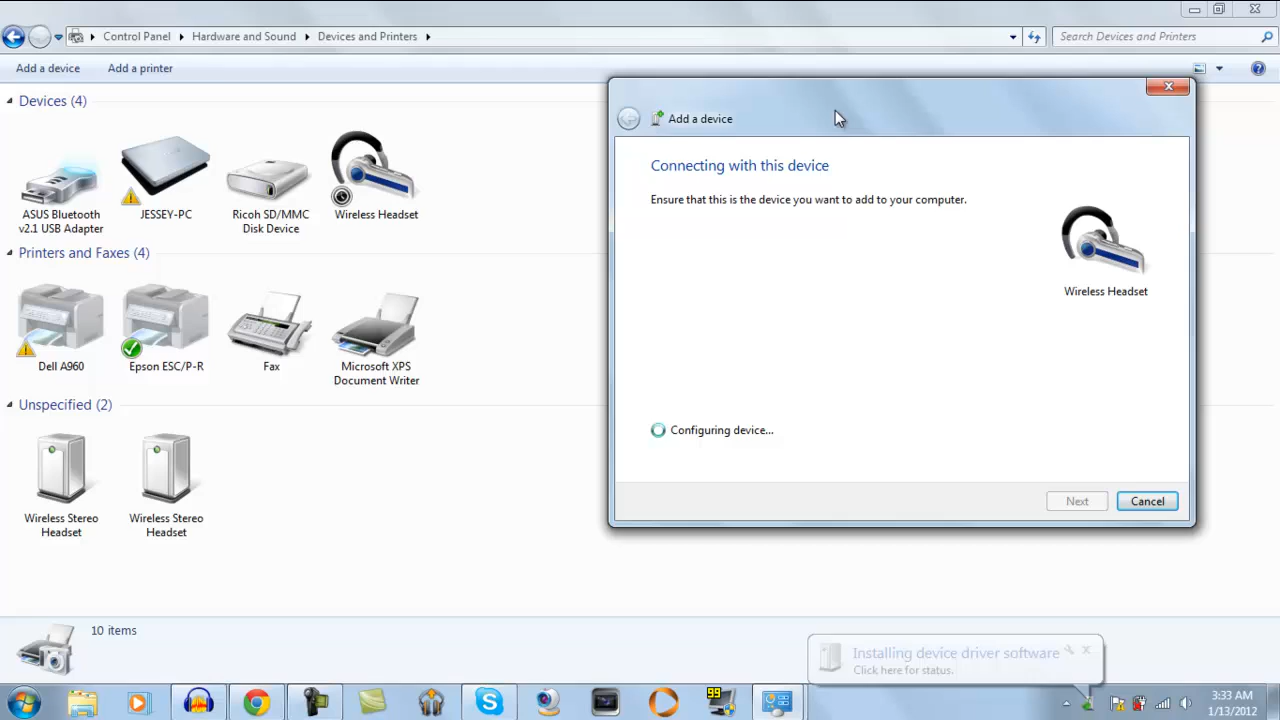 Control Panel Hardware and Sound Devices and Printers
Search Devices and Printers
Add a device Add a printer
Devices (4)
ASUS Bluetooth
v2.1 USB Adapter
JESSEY-PC
Ricoh SD/MMC
Disk Device
Wireless Headset
Printers and Faxes (4)
Dell A960
Epson ESC/P-R
Fax
Microsoft XPS
Document Writer
Unspecified (2)
Wireless Stereo
Headset
Wireless Stereo
Headset
Add a device
Connecting with this device
Ensure that this is the device you want to add to your computer.
Wireless Headset
Configuring device...
Next Cancel
10 items
Installing device driver software
Click here for status.
99
3:33 AM
1/13/2012